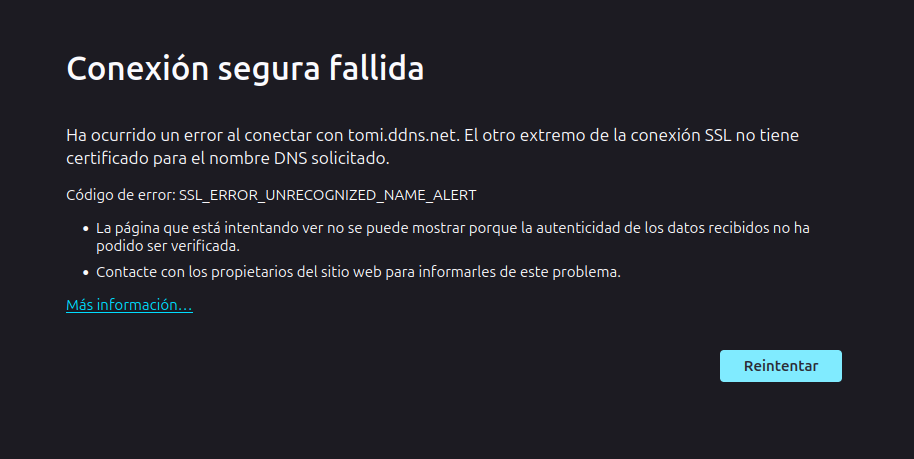 Conexión segura fallida
Ha ocurrido un error al conectar con tomi.ddns.net. El otro extremo de la conexión SSL no tiene
certificado para el nombre DNS solicitado.
Código de error: SSL_ERROR_UNRECOGNIZED_NAME_ALERT
• La página que está intentando ver no se puede mostrar porque la autenticidad de los datos recibidos no ha
podido ser verificada.
• Contacte con los propietarios del sitio web para informarles de este problema.
Más información…
Reintentar